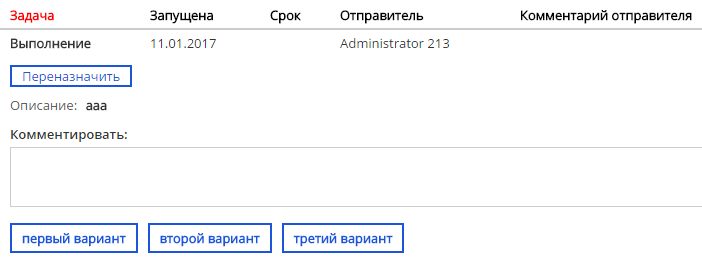 Задача Запущена Срок Отправитель Комментарий отправителя
Выполнение 11.01.2017 Administrator 213
Переназначить
Описание: aaa
Комментировать:
первый вариант второй вариант третий вариант